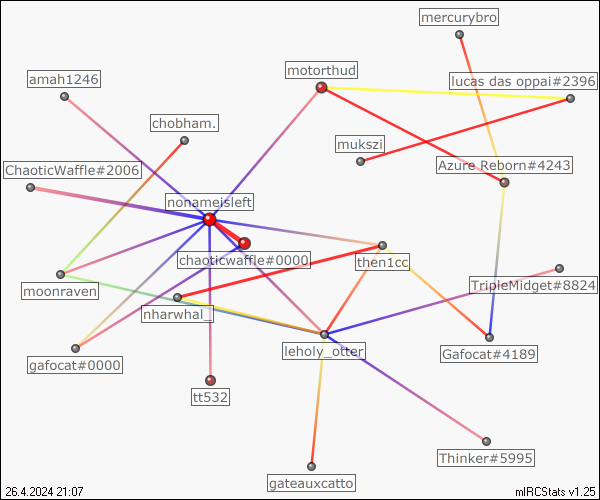 mercurybro
motorthud
amah1246
lucas das oppai#2396
chobham.
mukszi
ChaoticWaffle#2006
Azure Reborn#4243
nonameisleft
chaoticwaffle#0000
then1cc
TripleMidget#8824
moonraven
nharwhal_
leholy_otter
Gafocat#4189
gafocat#0000
tt532
Thinker#5995
gateauxcatto
26.4.2024 21:07
mIRCStats v1.25